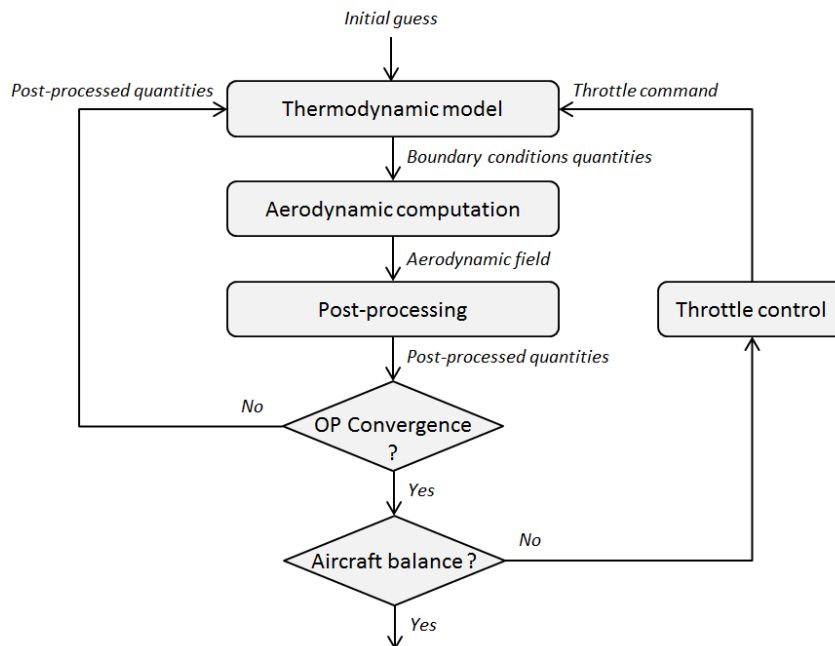 Initial guess
Post-processed quantities
Throttle command
Thermodynamic model
Boundary conditions quantities
Aerodynamic computation
Aerodynamic field
Post-processing
Throttle control
Post-processed quantities
No
OP Convergence
?
Yes
Aircraft balance ?
No
Yes